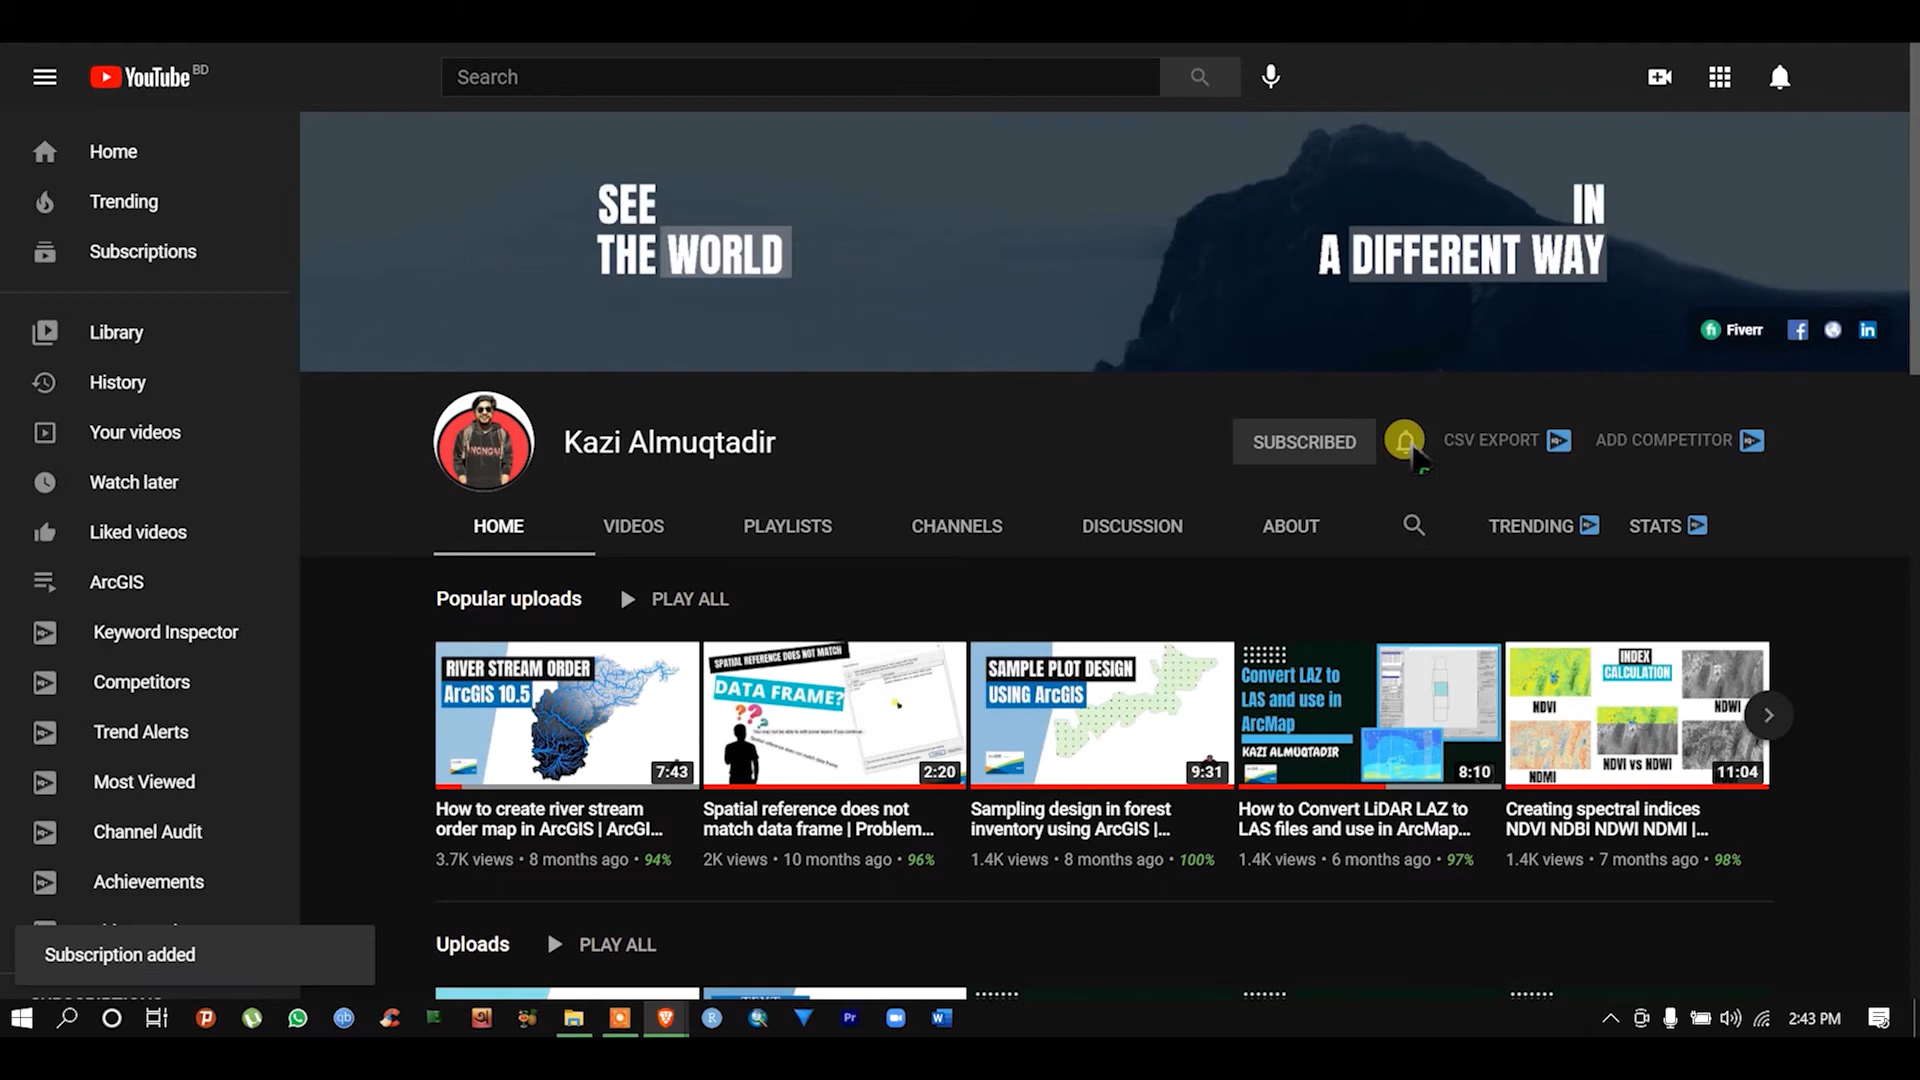 YouTube BD
Search
Home
Trending
Subscriptions
Library
History
Your videos
Watch later
Liked videos
ArcGIS
Keyword Inspector
Competitors
Trend Alerts
Most Viewed
Channel Audit
Achievements
Subscription added
SEE
THE WORLD
IN
A DIFFERENT WAY
Fiverr
Kazi Almuqtadir
SUBSCRIBED
CSV EXPORT
ADD COMPETITOR
HOME
VIDEOS
PLAYLISTS
CHANNELS
DISCUSSION
ABOUT
TRENDING
STATS
Popular uploads
PLAY ALL
RIVER STREAM ORDER
ArcGIS 10.5
7:43
How to create river stream
order map in ArcGIS | ArcGI...
3.7K views • 8 months ago • 94%
SPATIAL REFERENCE DOES NOT MATCH
DATA FRAME?
???
2:20
Spatial reference does not
match data frame | Problem...
2K views • 10 months ago • 96%
SAMPLE PLOT DESIGN
USING ArcGIS
9:31
Sampling design in forest
inventory using ArcGIS |...
1.4K views • 8 months ago • 100%
Convert LAZ to
LAS and use in
ArcMap
KAZI ALMUQTADIR
8:10
How to Convert LiDAR LAZ to
LAS files and use in ArcMap...
1.4K views • 6 months ago • 97%
INDEX
CALCULATION
NDVI
NDWI
NDMI
NDVI vs NDWI
11:04
Creating spectral indices
NDVI NDBI NDWI NDMI |...
1.4K views • 7 months ago • 98%
Uploads
PLAY ALL
2:43 PM